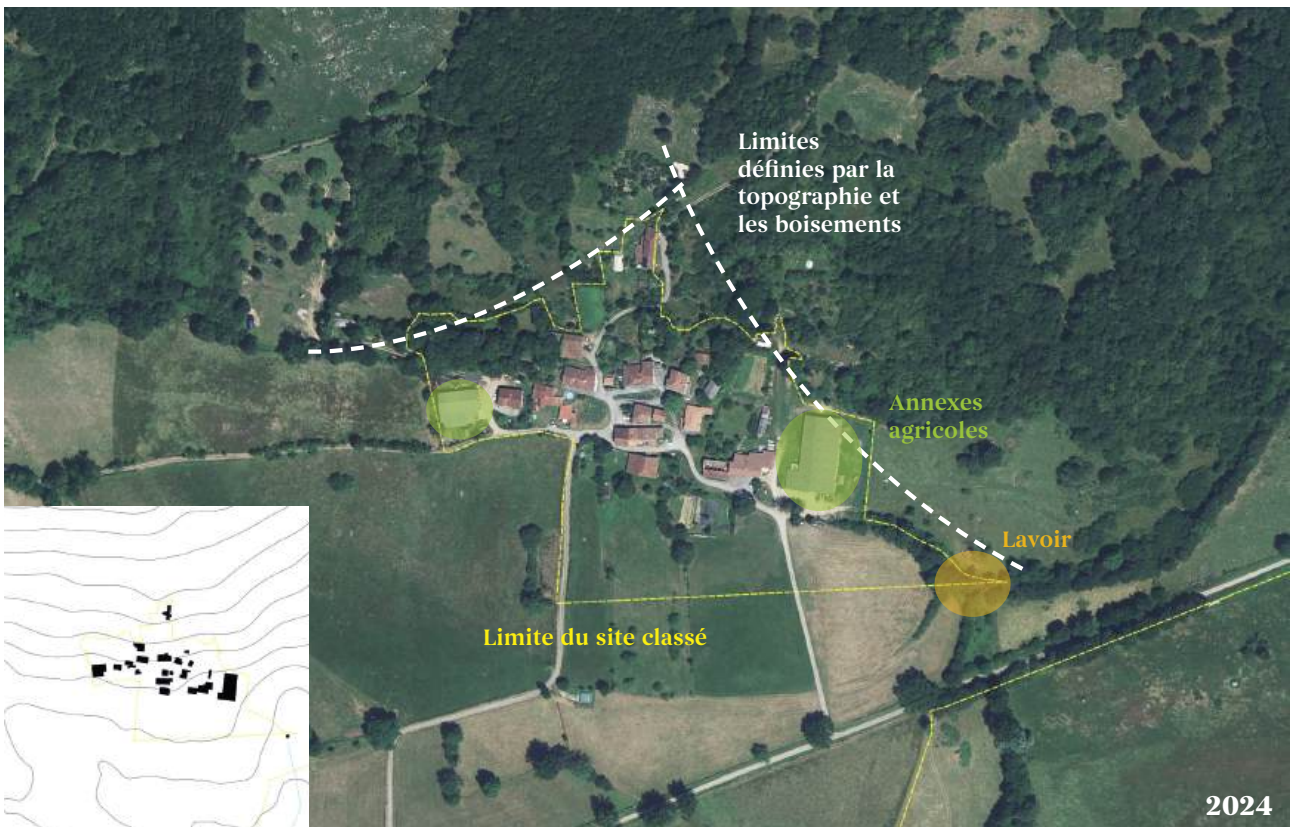 Limites
définies par la
topographie et
les boisements
Annexes
agricoles
Lavoir
Limite du site classé
2024